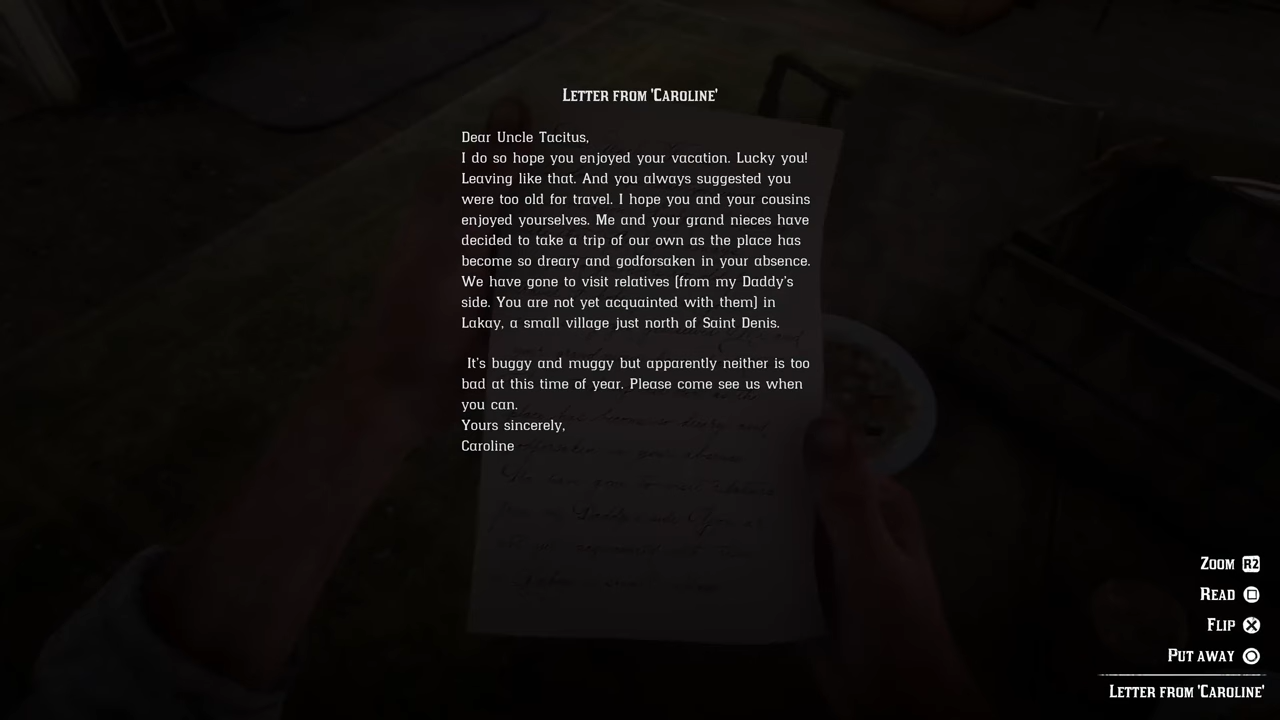 LETTER FROM 'CAROLINE'
Dear Uncle Tacitus,
I do so hope you enjoyed your vacation. Lucky you!
Leaving like that. And you always suggested you
were too old for travel. I hope you and your cousins
enjoyed yourselves. Me and your grand nieces have
decided to take a trip of our own as the place has
become so dreary and godforsaken in your absence.
We have gone to visit relatives (from my Daddy's
side. You are not yet acquainted with them) in
Lakay, a small village just north of Saint Denis.
It's buggy and muggy but apparently neither is too
bad at this time of year. Please come see us when
you can.
Yours sincerely,
Caroline
ZOOM R2
READ
FLIP
PUT AWAY
LETTER FROM 'CAROLINE'